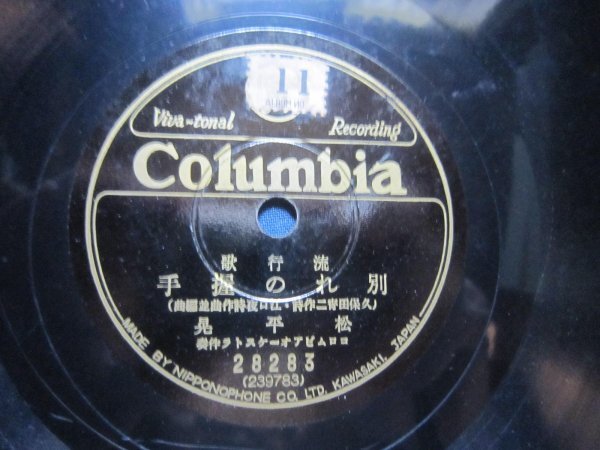 11
ALBUM NO.
Viva-tonal Recording
Columbia
流行歌
別れの握手
(久保田宵二作詩・江口夜詩作曲並編曲)
松平晃
コロムビアオーケストラ伴奏
28283
(239783)
MADE BY NIPPONOPHONE CO., LTD. KAWASAKI, JAPAN